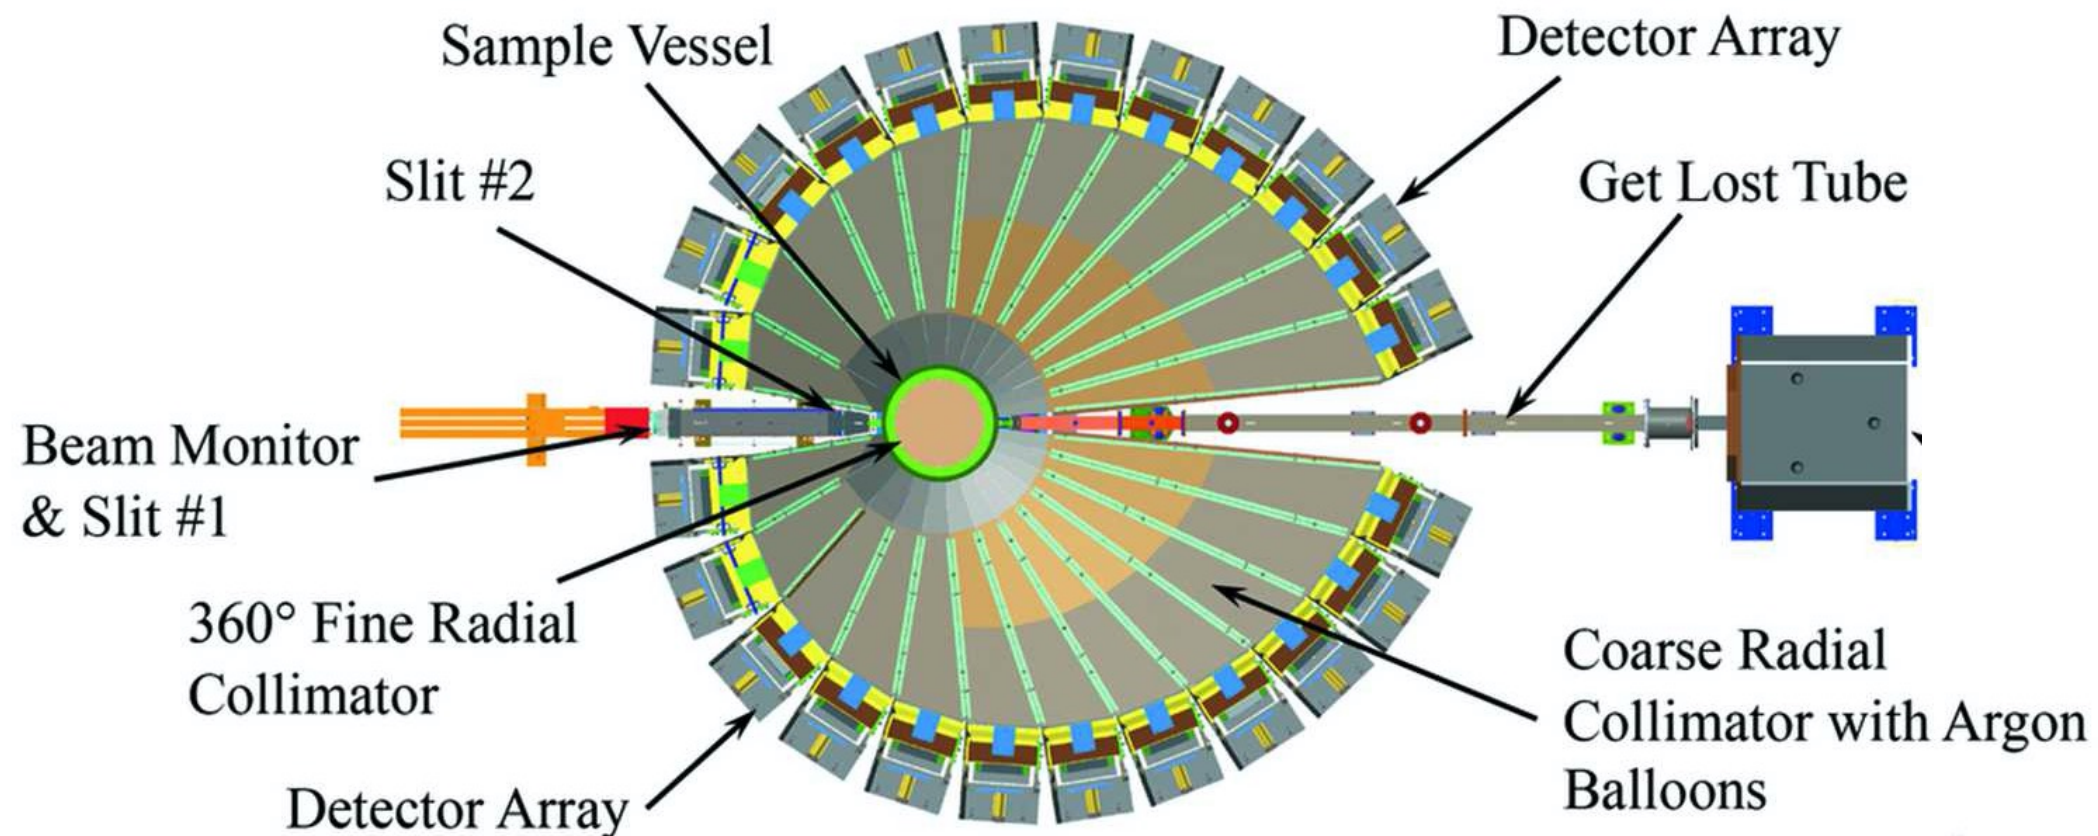 Sample Vessel
Detector Array
Slit #2
Get Lost Tube
Beam Monitor
& Slit #1
360° Fine Radial
Collimator
Coarse Radial
Collimator with Argon
Balloons
Detector Array